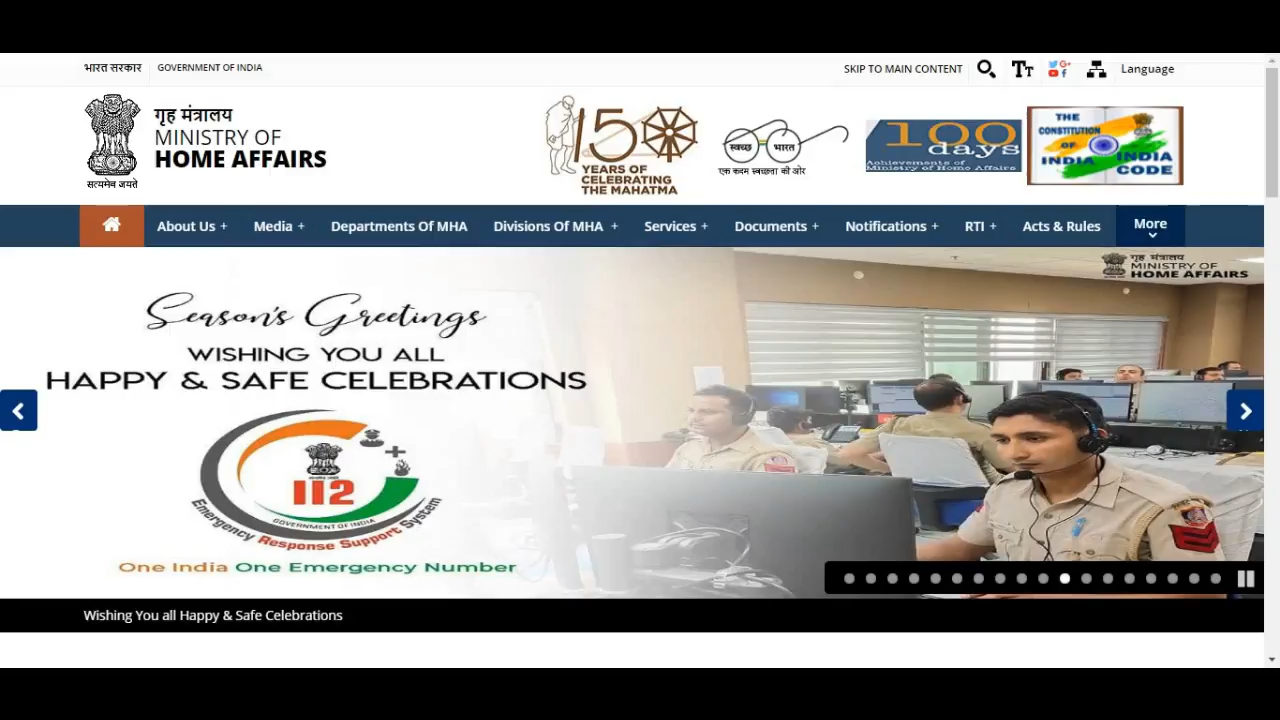 भारत सरकार GOVERNMENT OF INDIA
SKIP TO MAIN CONTENT Tт Language
गृह मंत्रालय
MINISTRY OF
HOME AFFAIRS
सत्यमेव जयते
150
YEARS OF
CELEBRATING
THE MAHATMA
स्वच्छ भारत
एक कदम स्वच्छता की ओर
100
days
Achievements of
Ministry of Home Affairs
THE
CONSTITUTION
OF
INDIA
INDIA
CODE
About Us + Media + Departments Of MHA Divisions Of MHA + Services + Documents + Notifications + RTI + Acts & Rules More
गृह मंत्रालय
MINISTRY OF
HOME AFFAIRS
Season's Greetings
WISHING YOU ALL
HAPPY & SAFE CELEBRATIONS
112
GOVERNMENT OF INDIA
Emergency Response Support System
One India One Emergency Number
Wishing You all Happy & Safe Celebrations